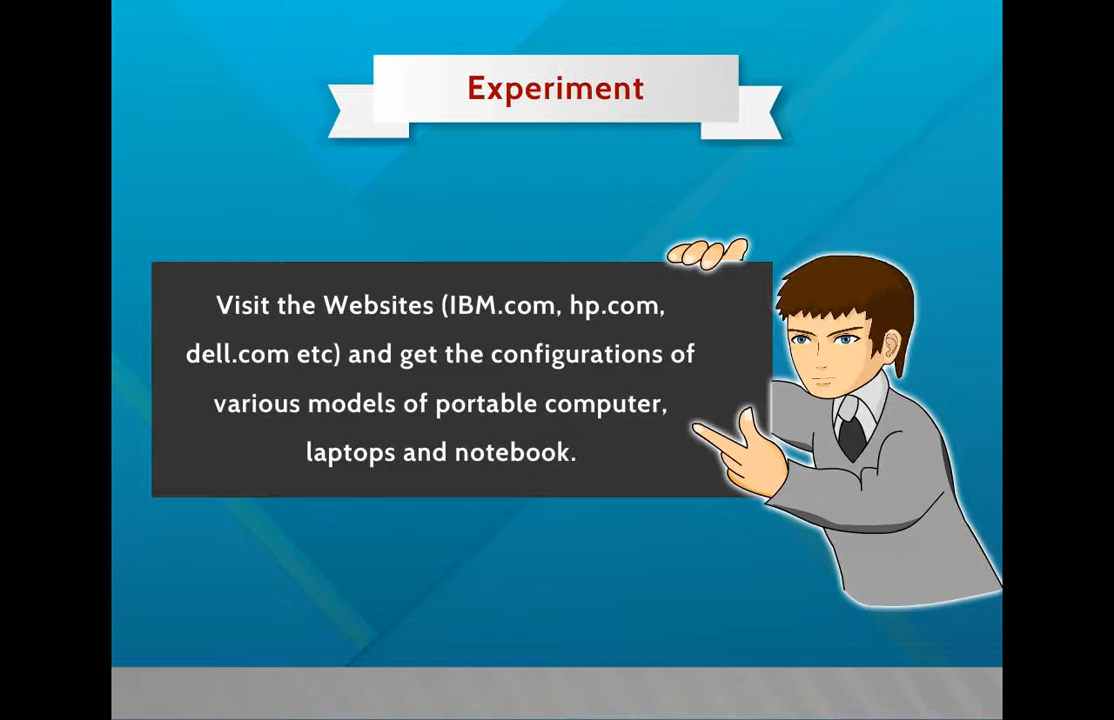 Experiment
Visit the Websites (IBM.com, hp.com,
dell.com etc) and get the configurations of
various models of portable computer,
laptops and notebook.